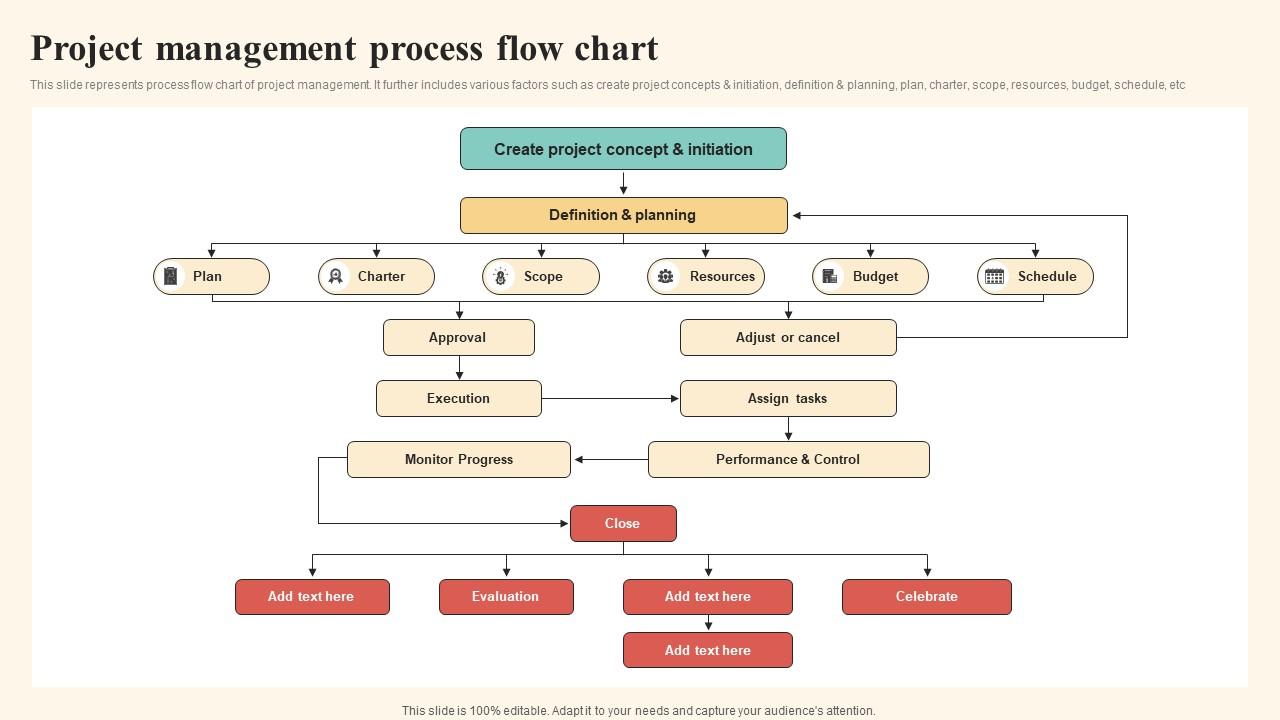 Project management process flow chart
This slide represents process flow chart of project management. It further includes various factors such as create project concepts & initiation, definition & planning, plan, charter, scope, resources, budget, schedule, etc
Create project concept & initiation
Definition & planning
Plan
Charter
Scope
Resources
Budget
Schedule
Approval
Adjust or cancel
Execution
Assign tasks
Monitor Progress
Performance & Control
Close
Add text here
Evaluation
Add text here
Celebrate
Add text here
This slide is 100% editable. Adapt it to your needs and capture your audience's attention.